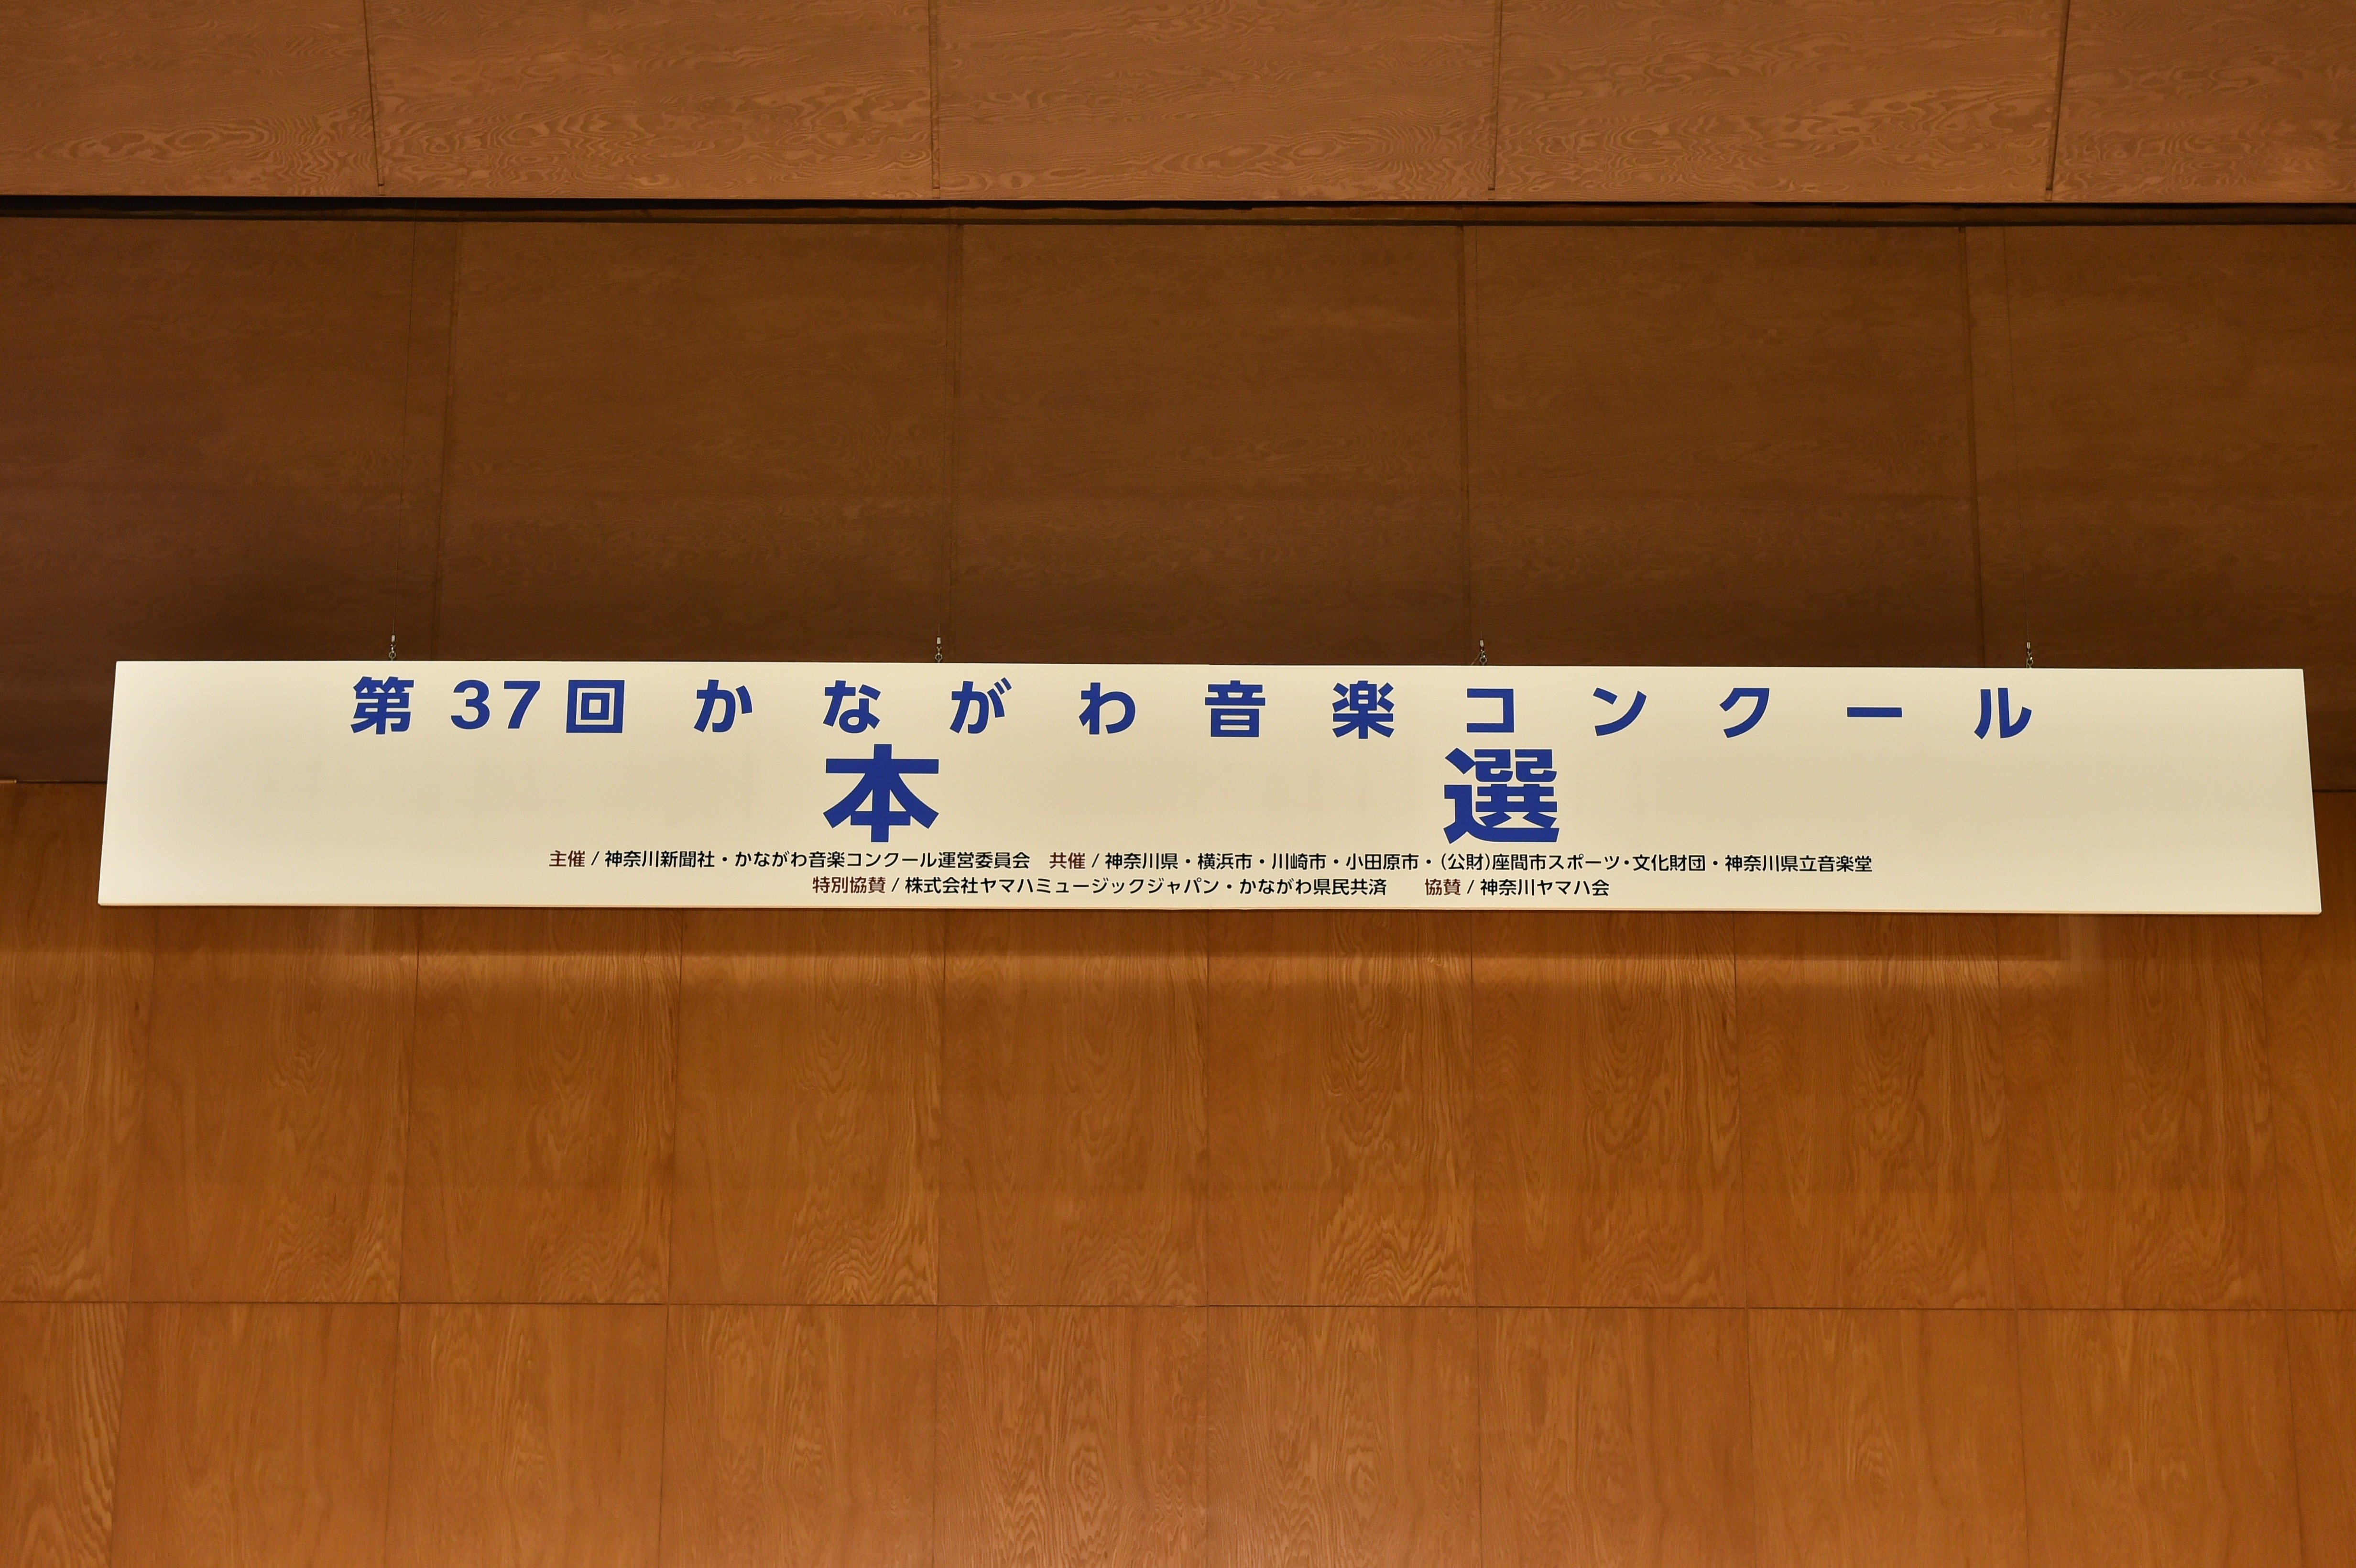 第37回かながわ音楽コンクール
本選
主催/神奈川新聞社・かながわ音楽コンクール運営委員会 共催/神奈川県・横浜市・川崎市・小田原市・(公財)座間市スポーツ・文化財団・神奈川県立音楽堂
特別協賛/株式会社ヤマハミュージックジャパン・かながわ県民共済 協賛/神奈川ヤマハ会